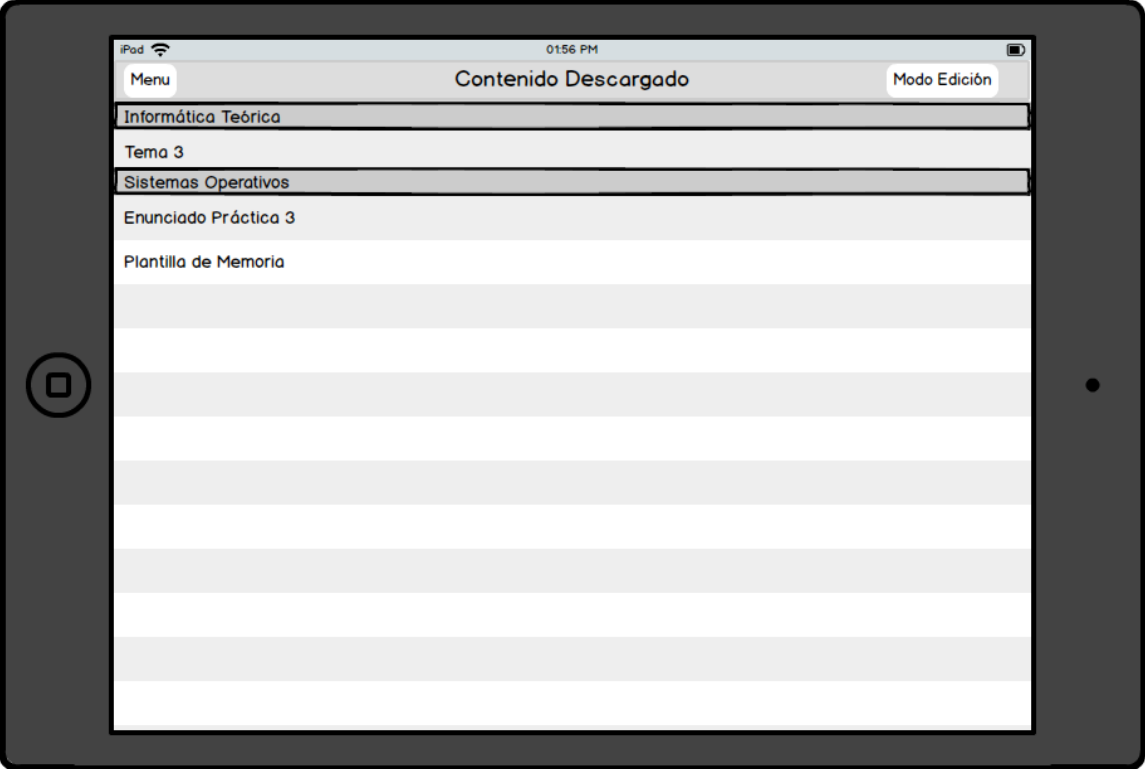 iPad 01:56 PM
Menu Contenido Descargado Modo Edición
Informática Teórica
Tema 3
Sistemas Operativos
Enunciado Práctica 3
Plantilla de Memoria